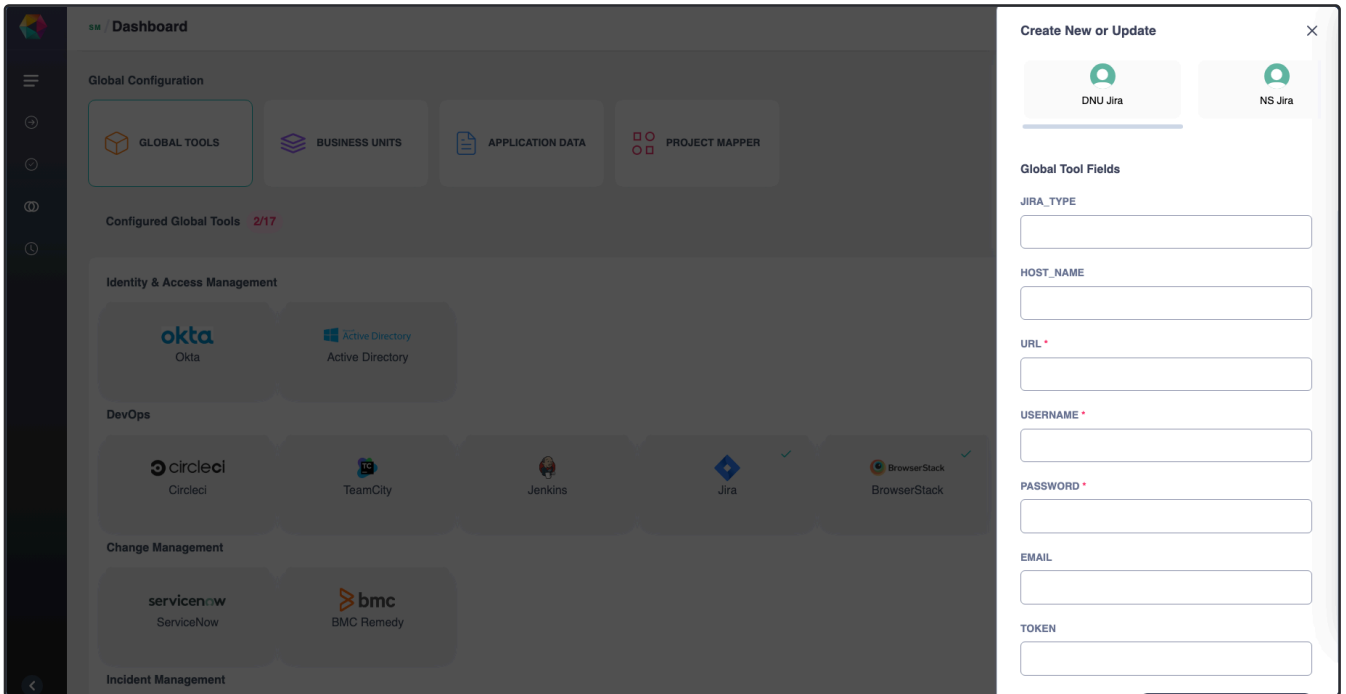 SM / Dashboard
Global Configuration
GLOBAL TOOLS
BUSINESS UNITS
APPLICATION DATA
PROJECT MAPPER
Configured Global Tools 2/17
Identity & Access Management
okta
Okta
Active Directory
Active Directory
DevOps
circleci
Circleci
TC
TeamCity
Jenkins
Jira
BrowserStack
BrowserStack
Change Management
servicenow
ServiceNow
bmc
BMC Remedy
Incident Management
Create New or Update
DNU Jira
NS Jira
Global Tool Fields
JIRA_TYPE
HOST_NAME
URL *
USERNAME *
PASSWORD *
EMAIL
TOKEN